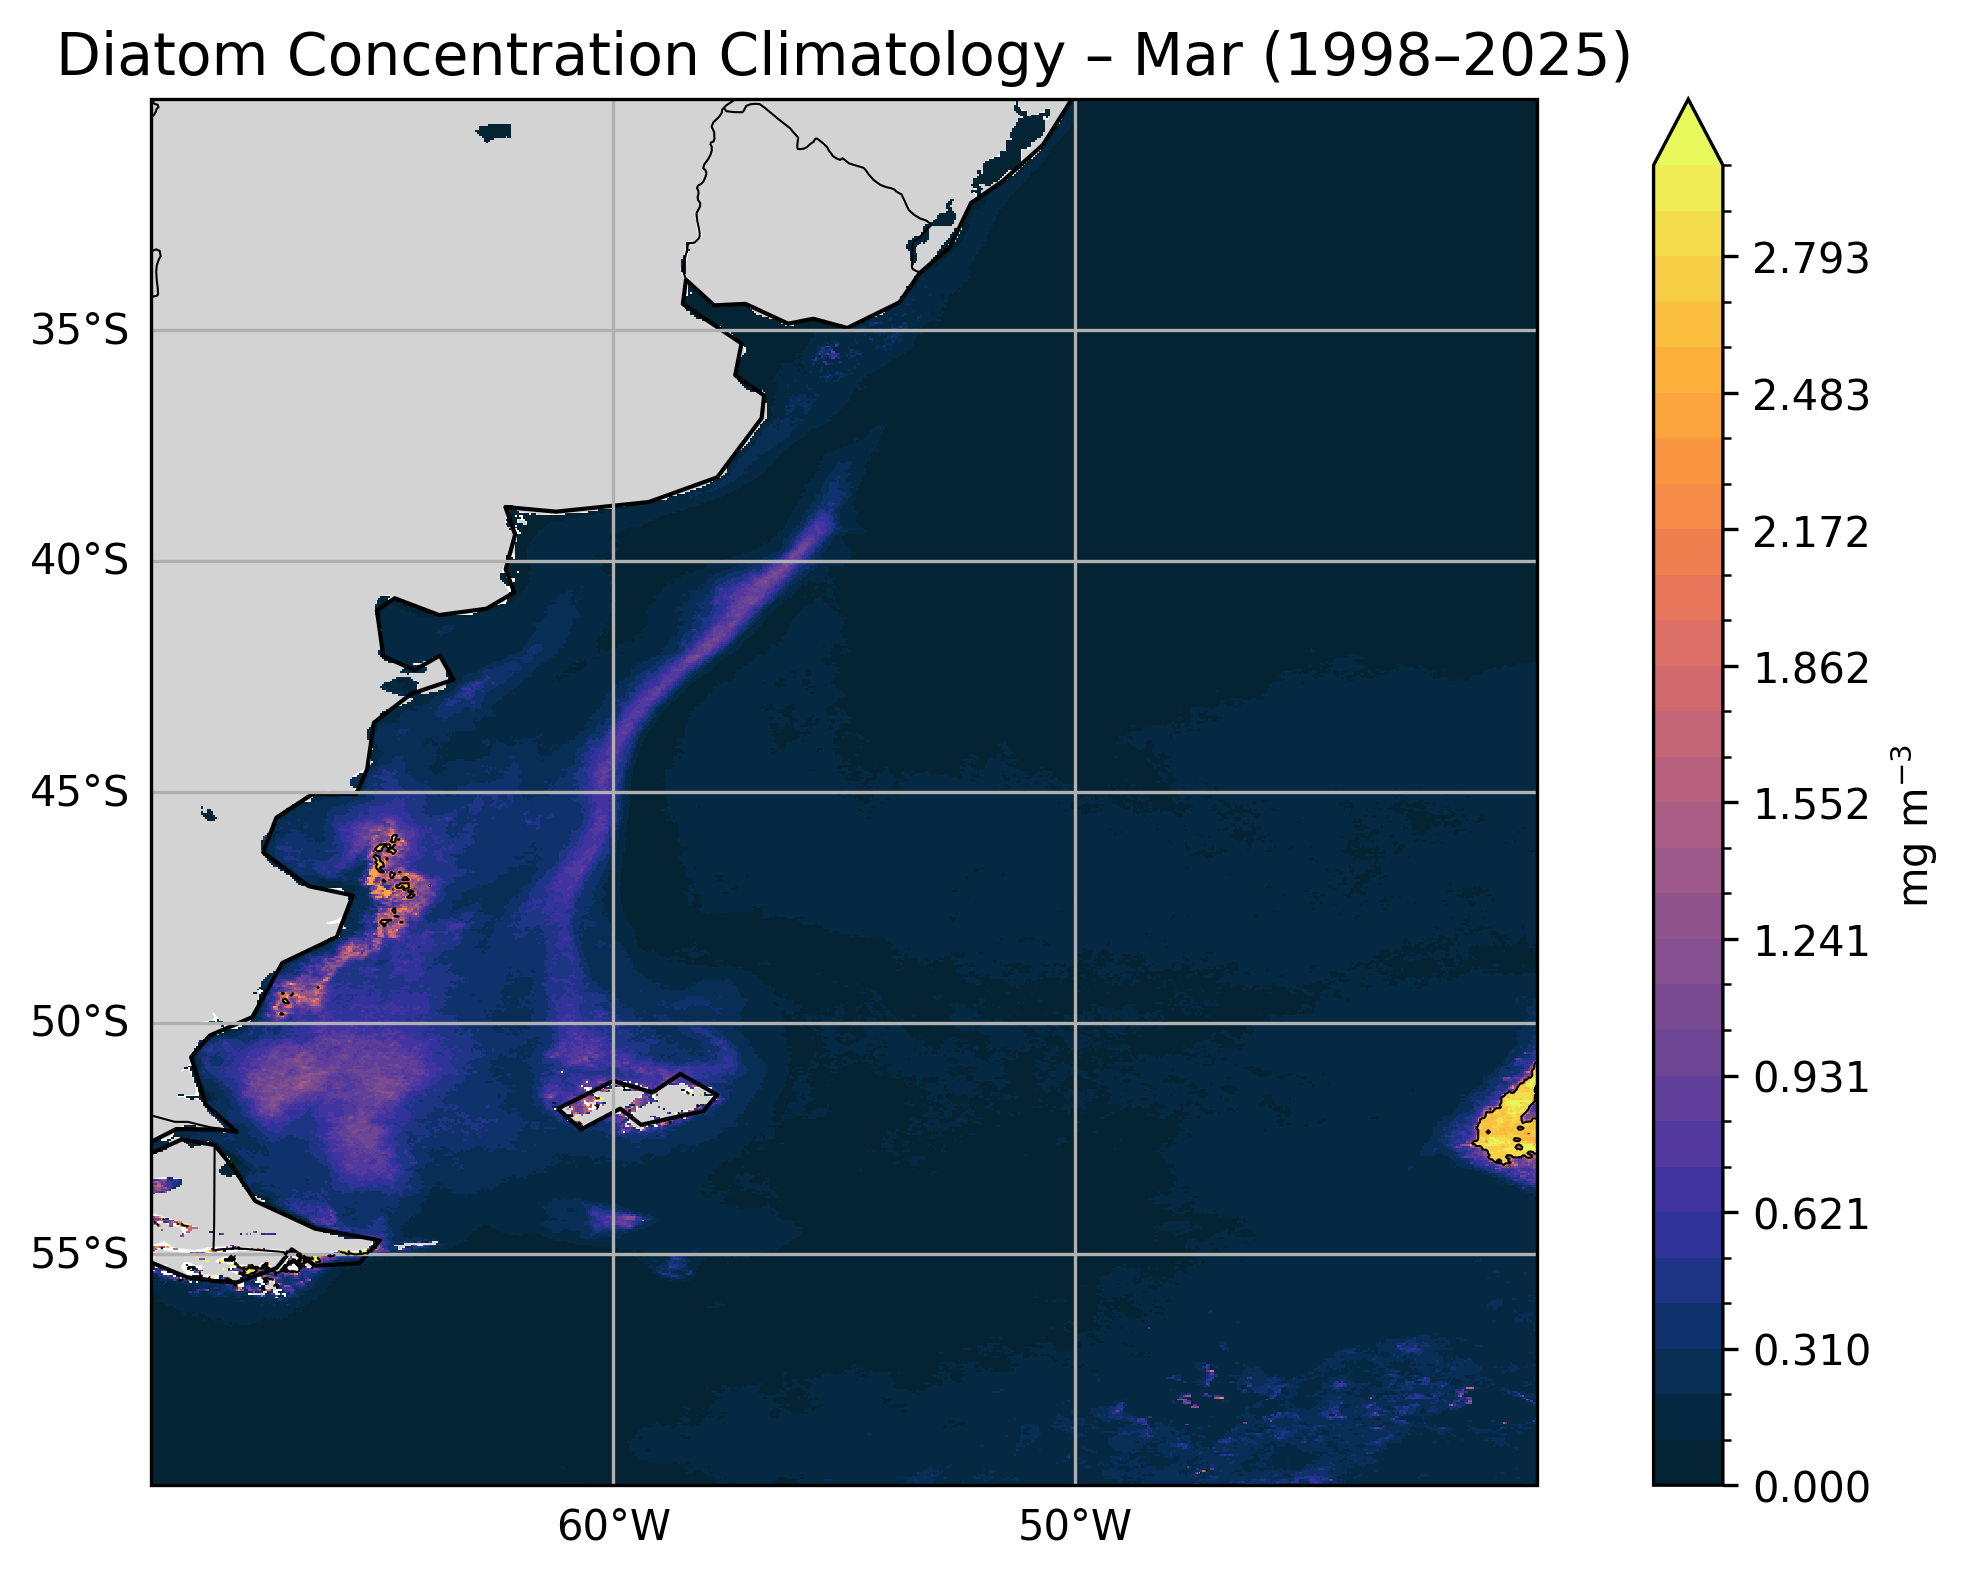 Diatom Concentration Climatology – Mar (1998–2025)
35°S
40°S
45°S
50°S
55°S
60°W
50°W
2.793
2.483
2.172
1.862
1.552
1.241
0.931
0.621
0.310
0.000
mg m⁻³